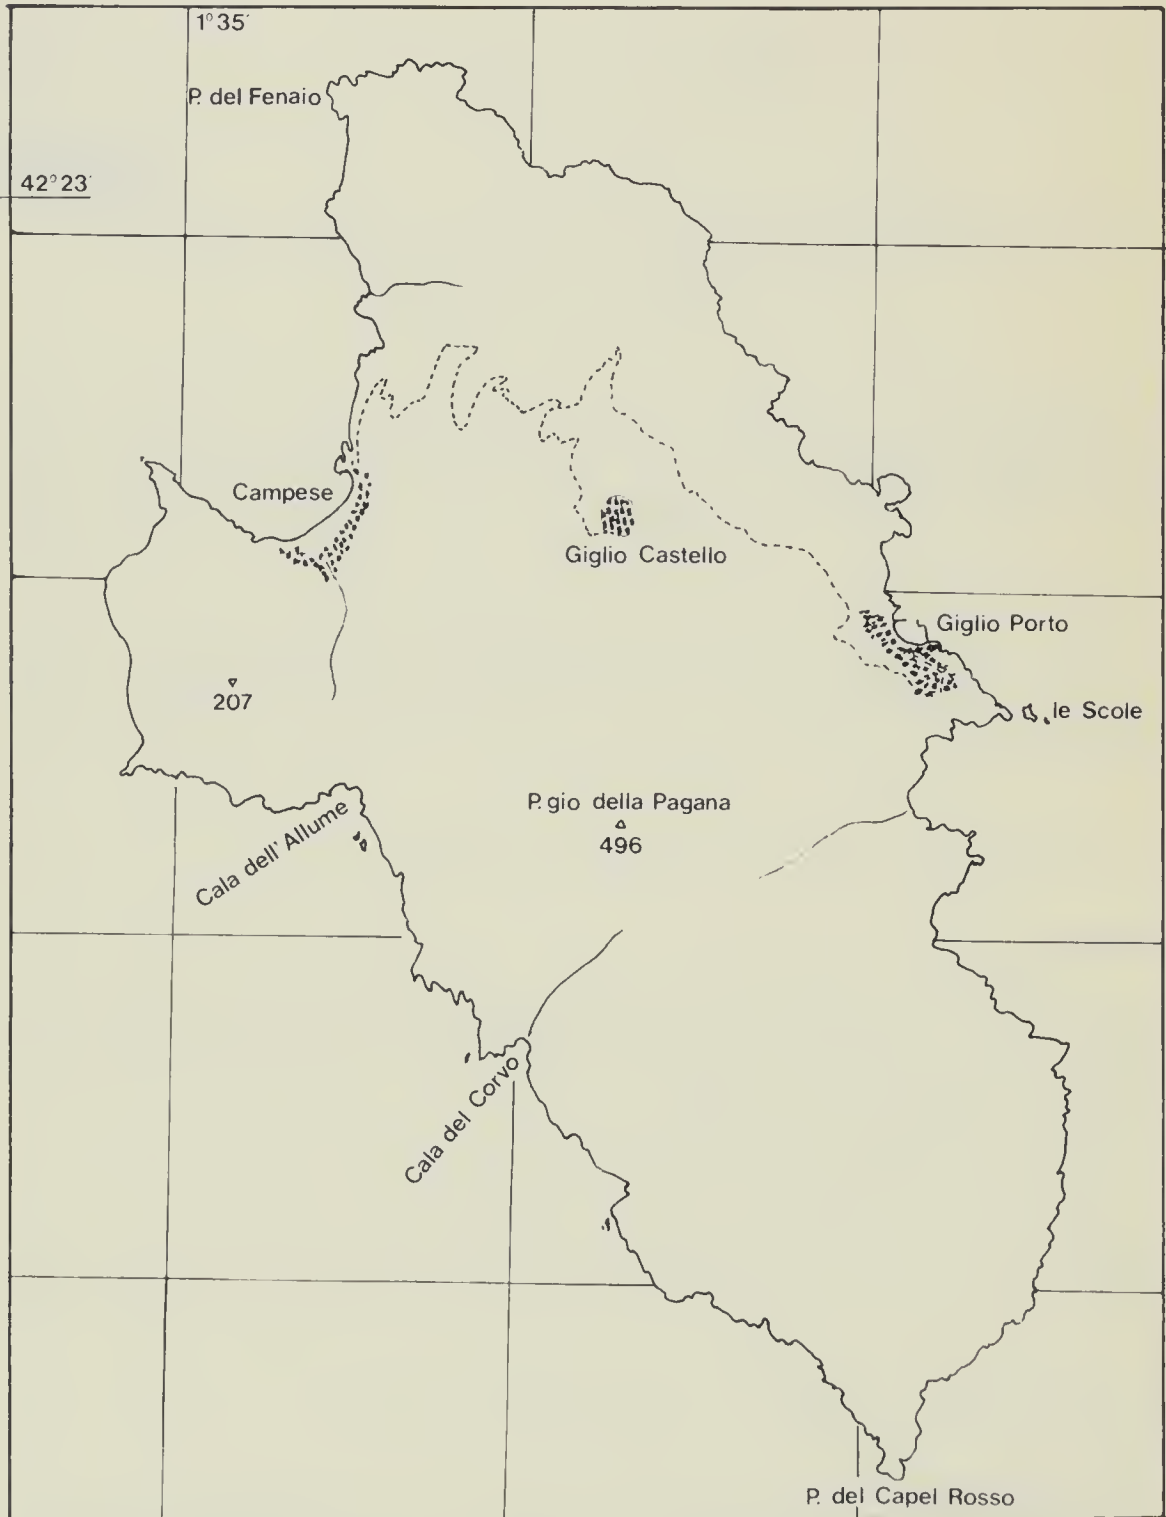 1°35'
P. del Fenaio
42°23'
Campese
Giglio Castello
Giglio Porto
207
le Scole
P.gio della Pagana
496
Cala dell'Allume
Cala del Corvo
P. del Capel Rosso